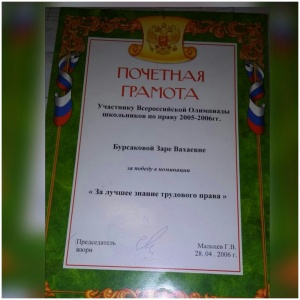 ПОЧЕТНАЯ
ГРАМОТА
Участнику Всероссийской Олимпиады
школьников по праву 2005-2006гг.
Бурсаковой Заре Вахаевне
за победу в номинации
« За лучшее знание трудового права »
Председатель
жюри
Мальцев Г.В.
28. 04 . 2006 г.